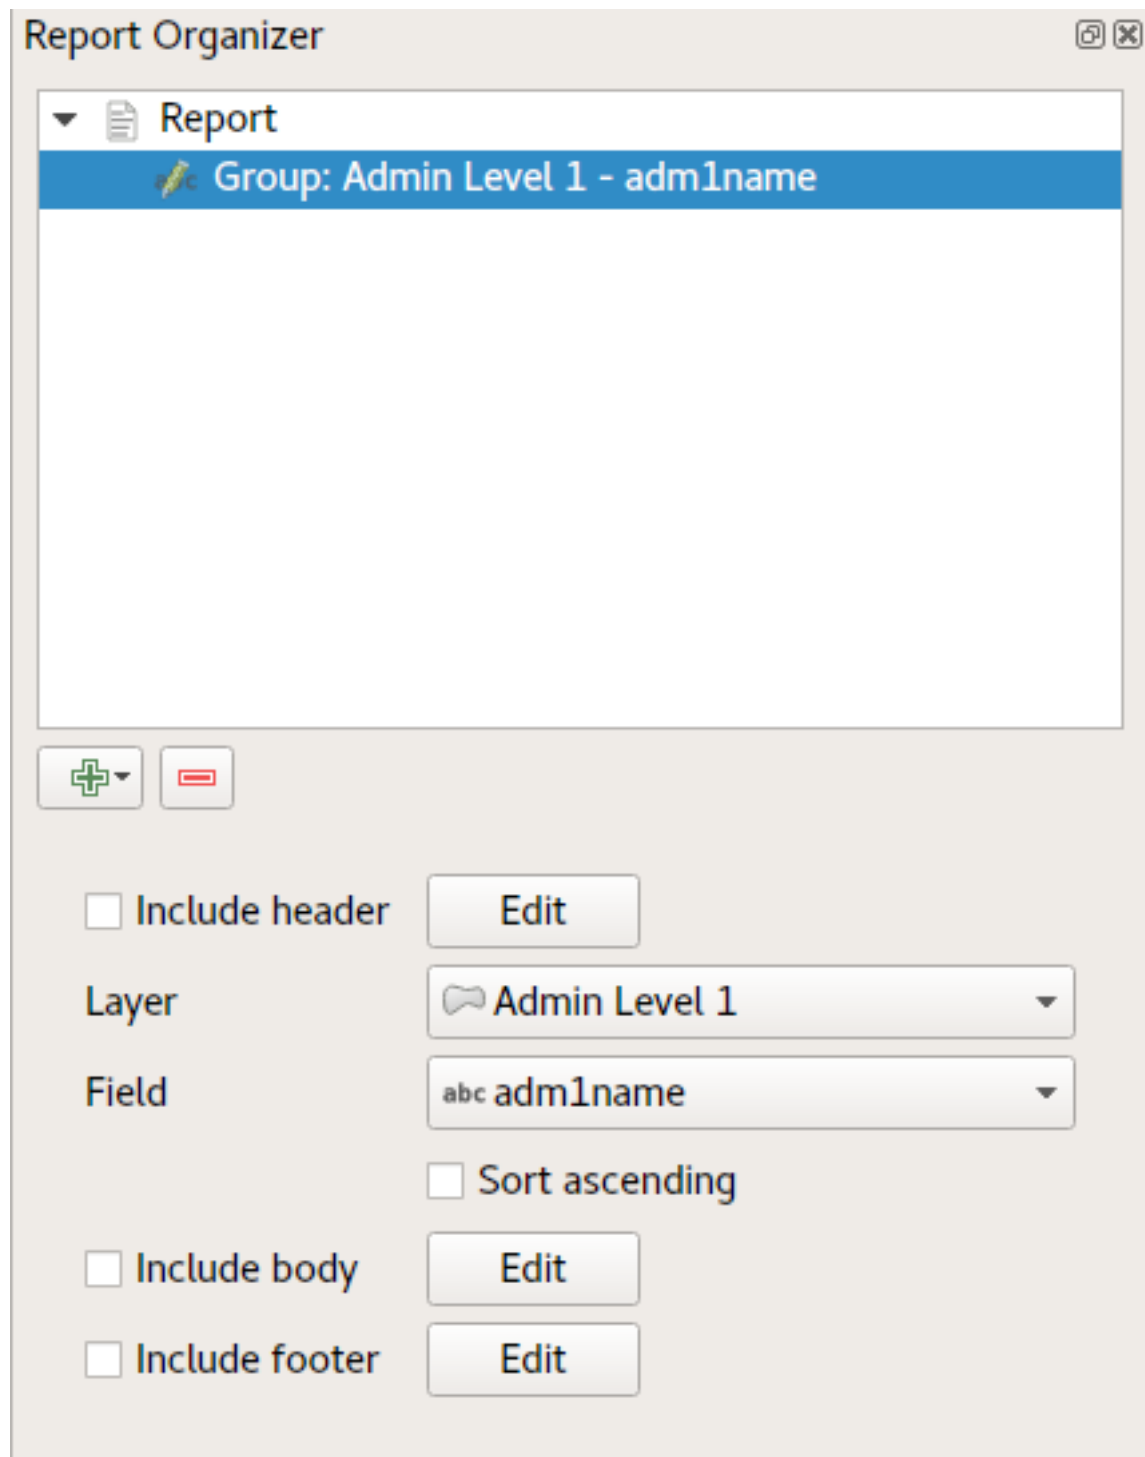 Report Organizer
Report
Group: Admin Level 1 - adm1name
Include header Edit
Layer Admin Level 1
Field abc adm1name
Sort ascending
Include body Edit
Include footer Edit